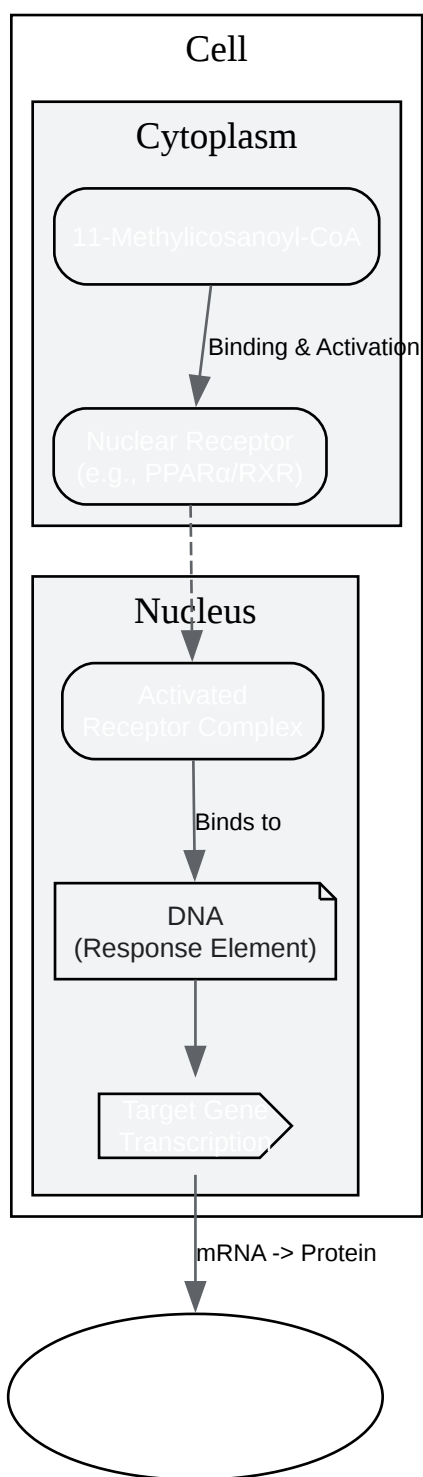 Cell
Cytoplasm
11-Methylicosanoyl-CoA
Binding & Activation
Nuclear Receptor
(e.g., PPARα/RXR)
Nucleus
Activated
Receptor Complex
Binds to
DNA
(Response Element)
Target Gene
Transcription
mRNA -> Protein